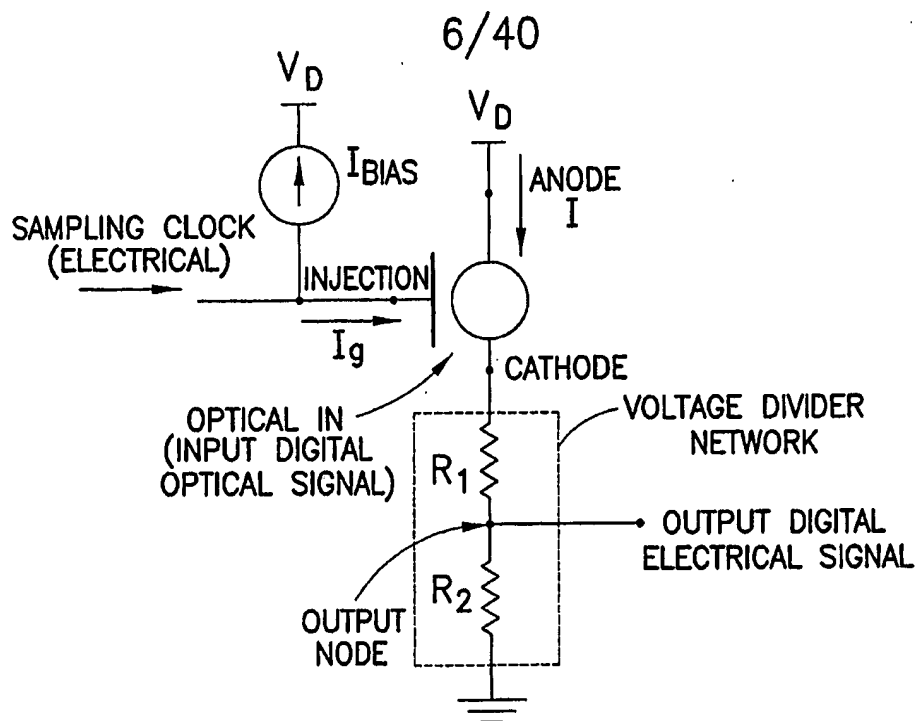 6/40
V_D
V_D
I_BIAS
ANODE
I
SAMPLING CLOCK
(ELECTRICAL)
INJECTION
I_g
CATHODE
OPTICAL IN
(INPUT DIGITAL
OPTICAL SIGNAL)
VOLTAGE DIVIDER
NETWORK
R_1
OUTPUT DIGITAL
ELECTRICAL SIGNAL
R_2
OUTPUT
NODE